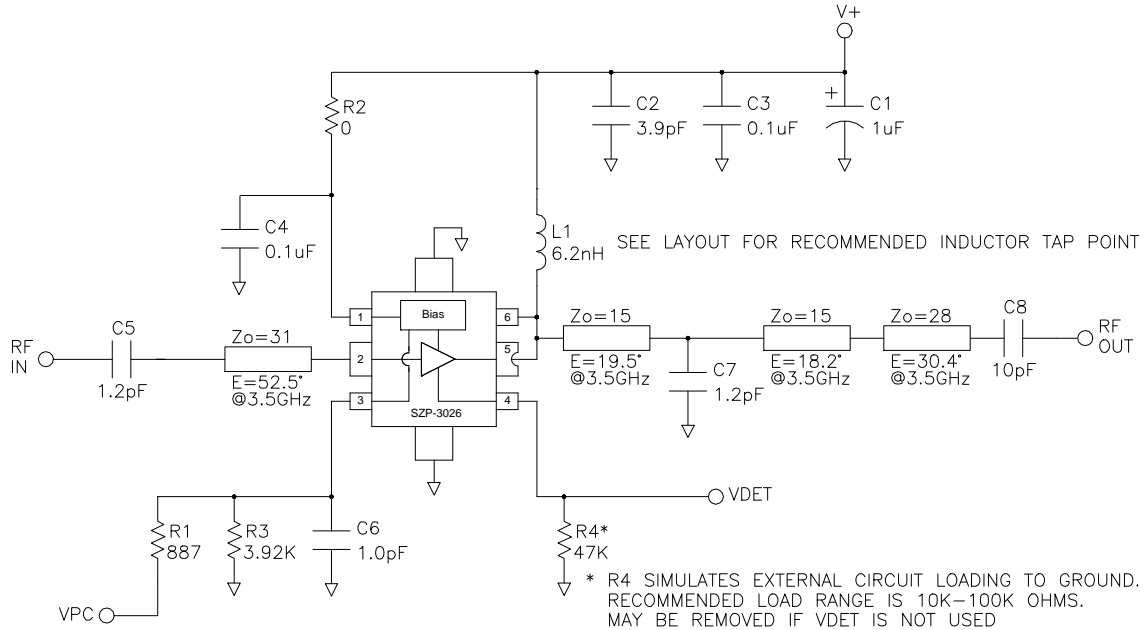 V+
R2
0
C2
3.9pF
C3
0.1uF
+
C1
1uF
C4
0.1uF
L1
6.2nH
SEE LAYOUT FOR RECOMMENDED INDUCTOR TAP POINT
RF
IN
C5
1.2pF
Zo=31
E=52.5°
@3.5GHz
1
2
3
Bias
SZP-3026
6
5
4
Zo=15
E=19.5°
@3.5GHz
C7
1.2pF
Zo=15
E=18.2°
@3.5GHz
Zo=28
E=30.4°
@3.5GHz
C8
10pF
RF
OUT
R1
887
R3
3.92K
C6
1.0pF
VPC
VDET
R4*
47K
* R4 SIMULATES EXTERNAL CIRCUIT LOADING TO GROUND.
RECOMMENDED LOAD RANGE IS 10K-100K OHMS.
MAY BE REMOVED IF VDET IS NOT USED